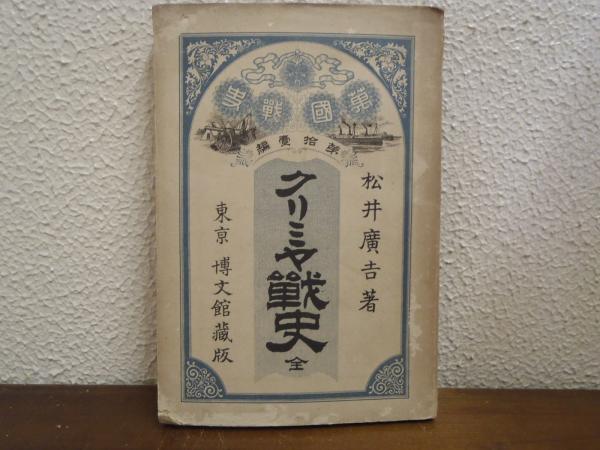 萬國戰史
第拾壹編
松井廣吉著
クリミヤ戰史 全
東京 博文館藏版